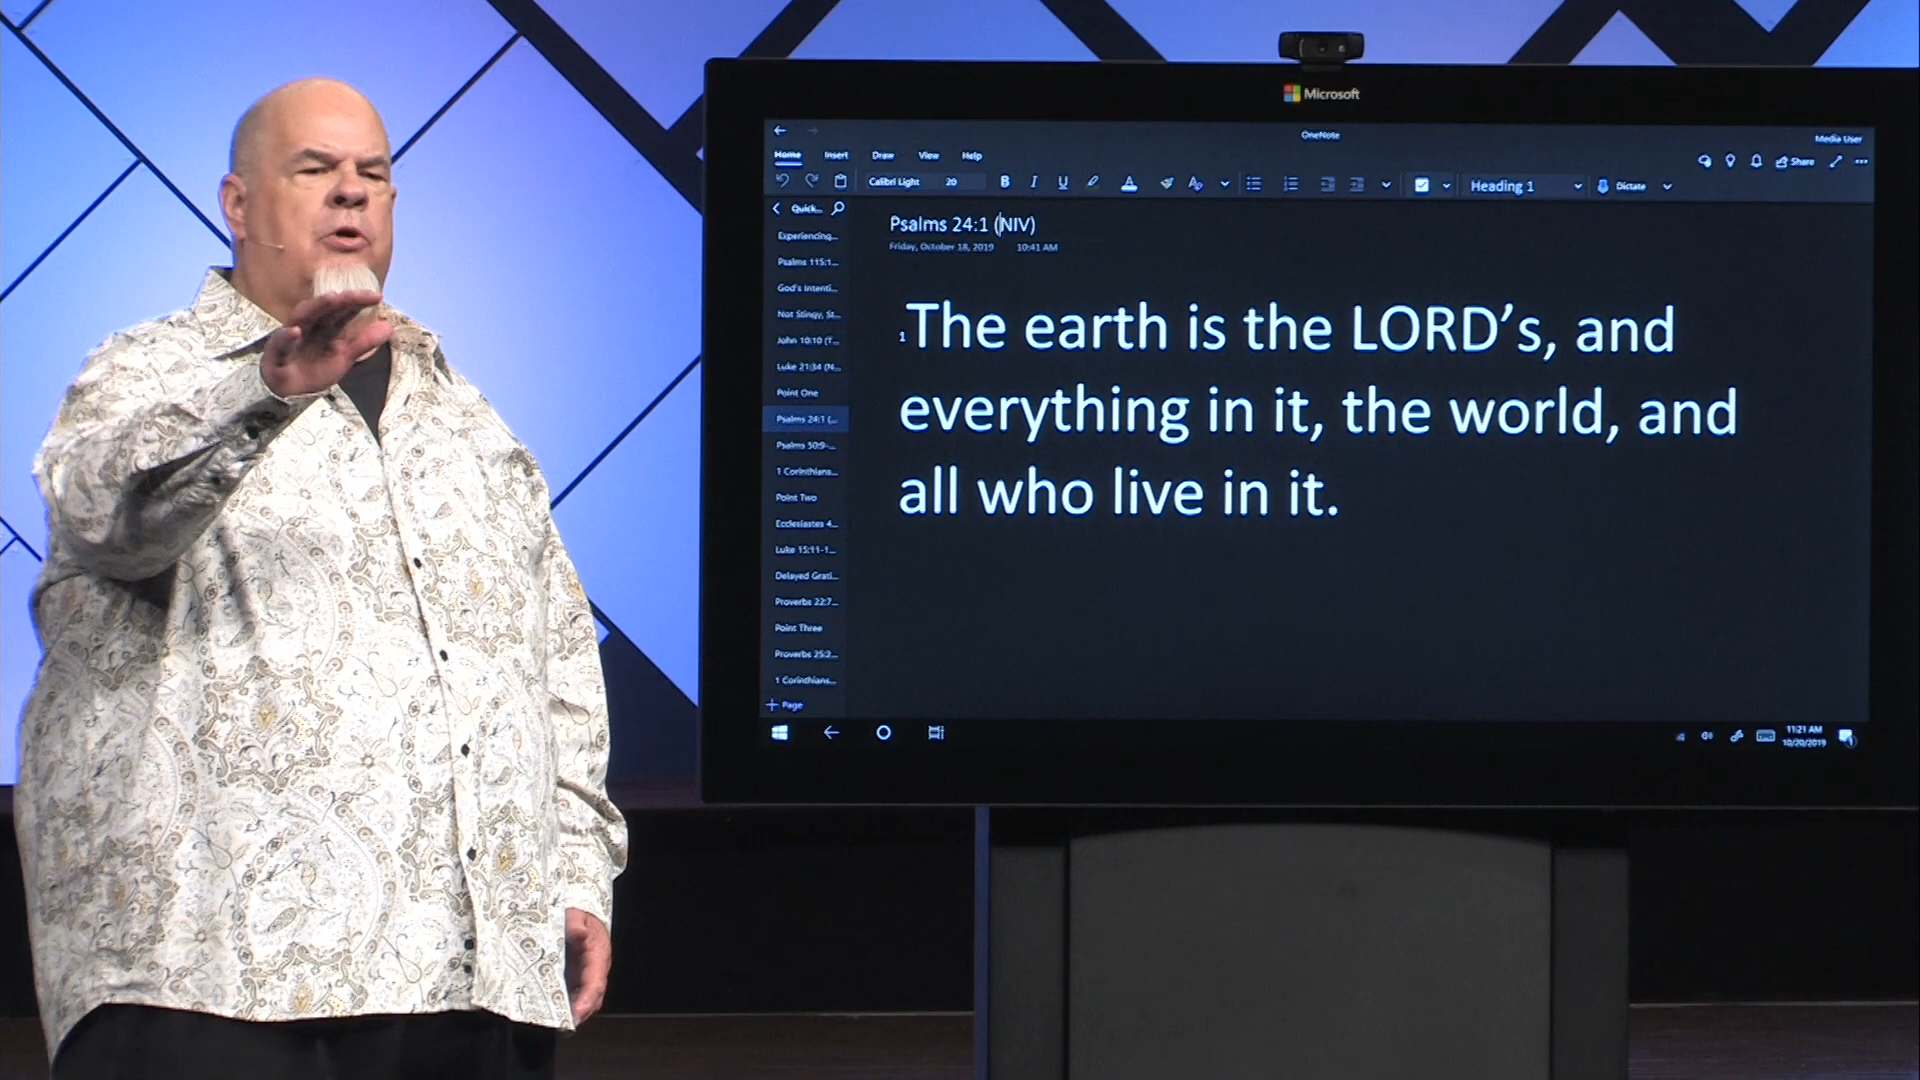 Microsoft
OneNote
Media User
Home Insert Draw View Help
Share
Calibri Light 20 B I U A Heading 1 Dictate
Quick...
Experiencing...
Psalms 115:1...
God's Intenti...
Not Stingy, St...
John 10:10 (T...
Luke 21:34 (N...
Point One
Psalms 24:1 (...
Psalms 50:9-...
1 Corinthians...
Point Two
Ecclesiastes 4...
Luke 15:11-1...
Delayed Grati...
Proverbs 22:7...
Point Three
Proverbs 25:2...
1 Corinthians...
Page
Psalms 24:1 (NIV)
Friday, October 18, 2019 10:41 AM
1 The earth is the LORD’s, and
everything in it, the world, and
all who live in it.
11:21 AM
10/20/2019